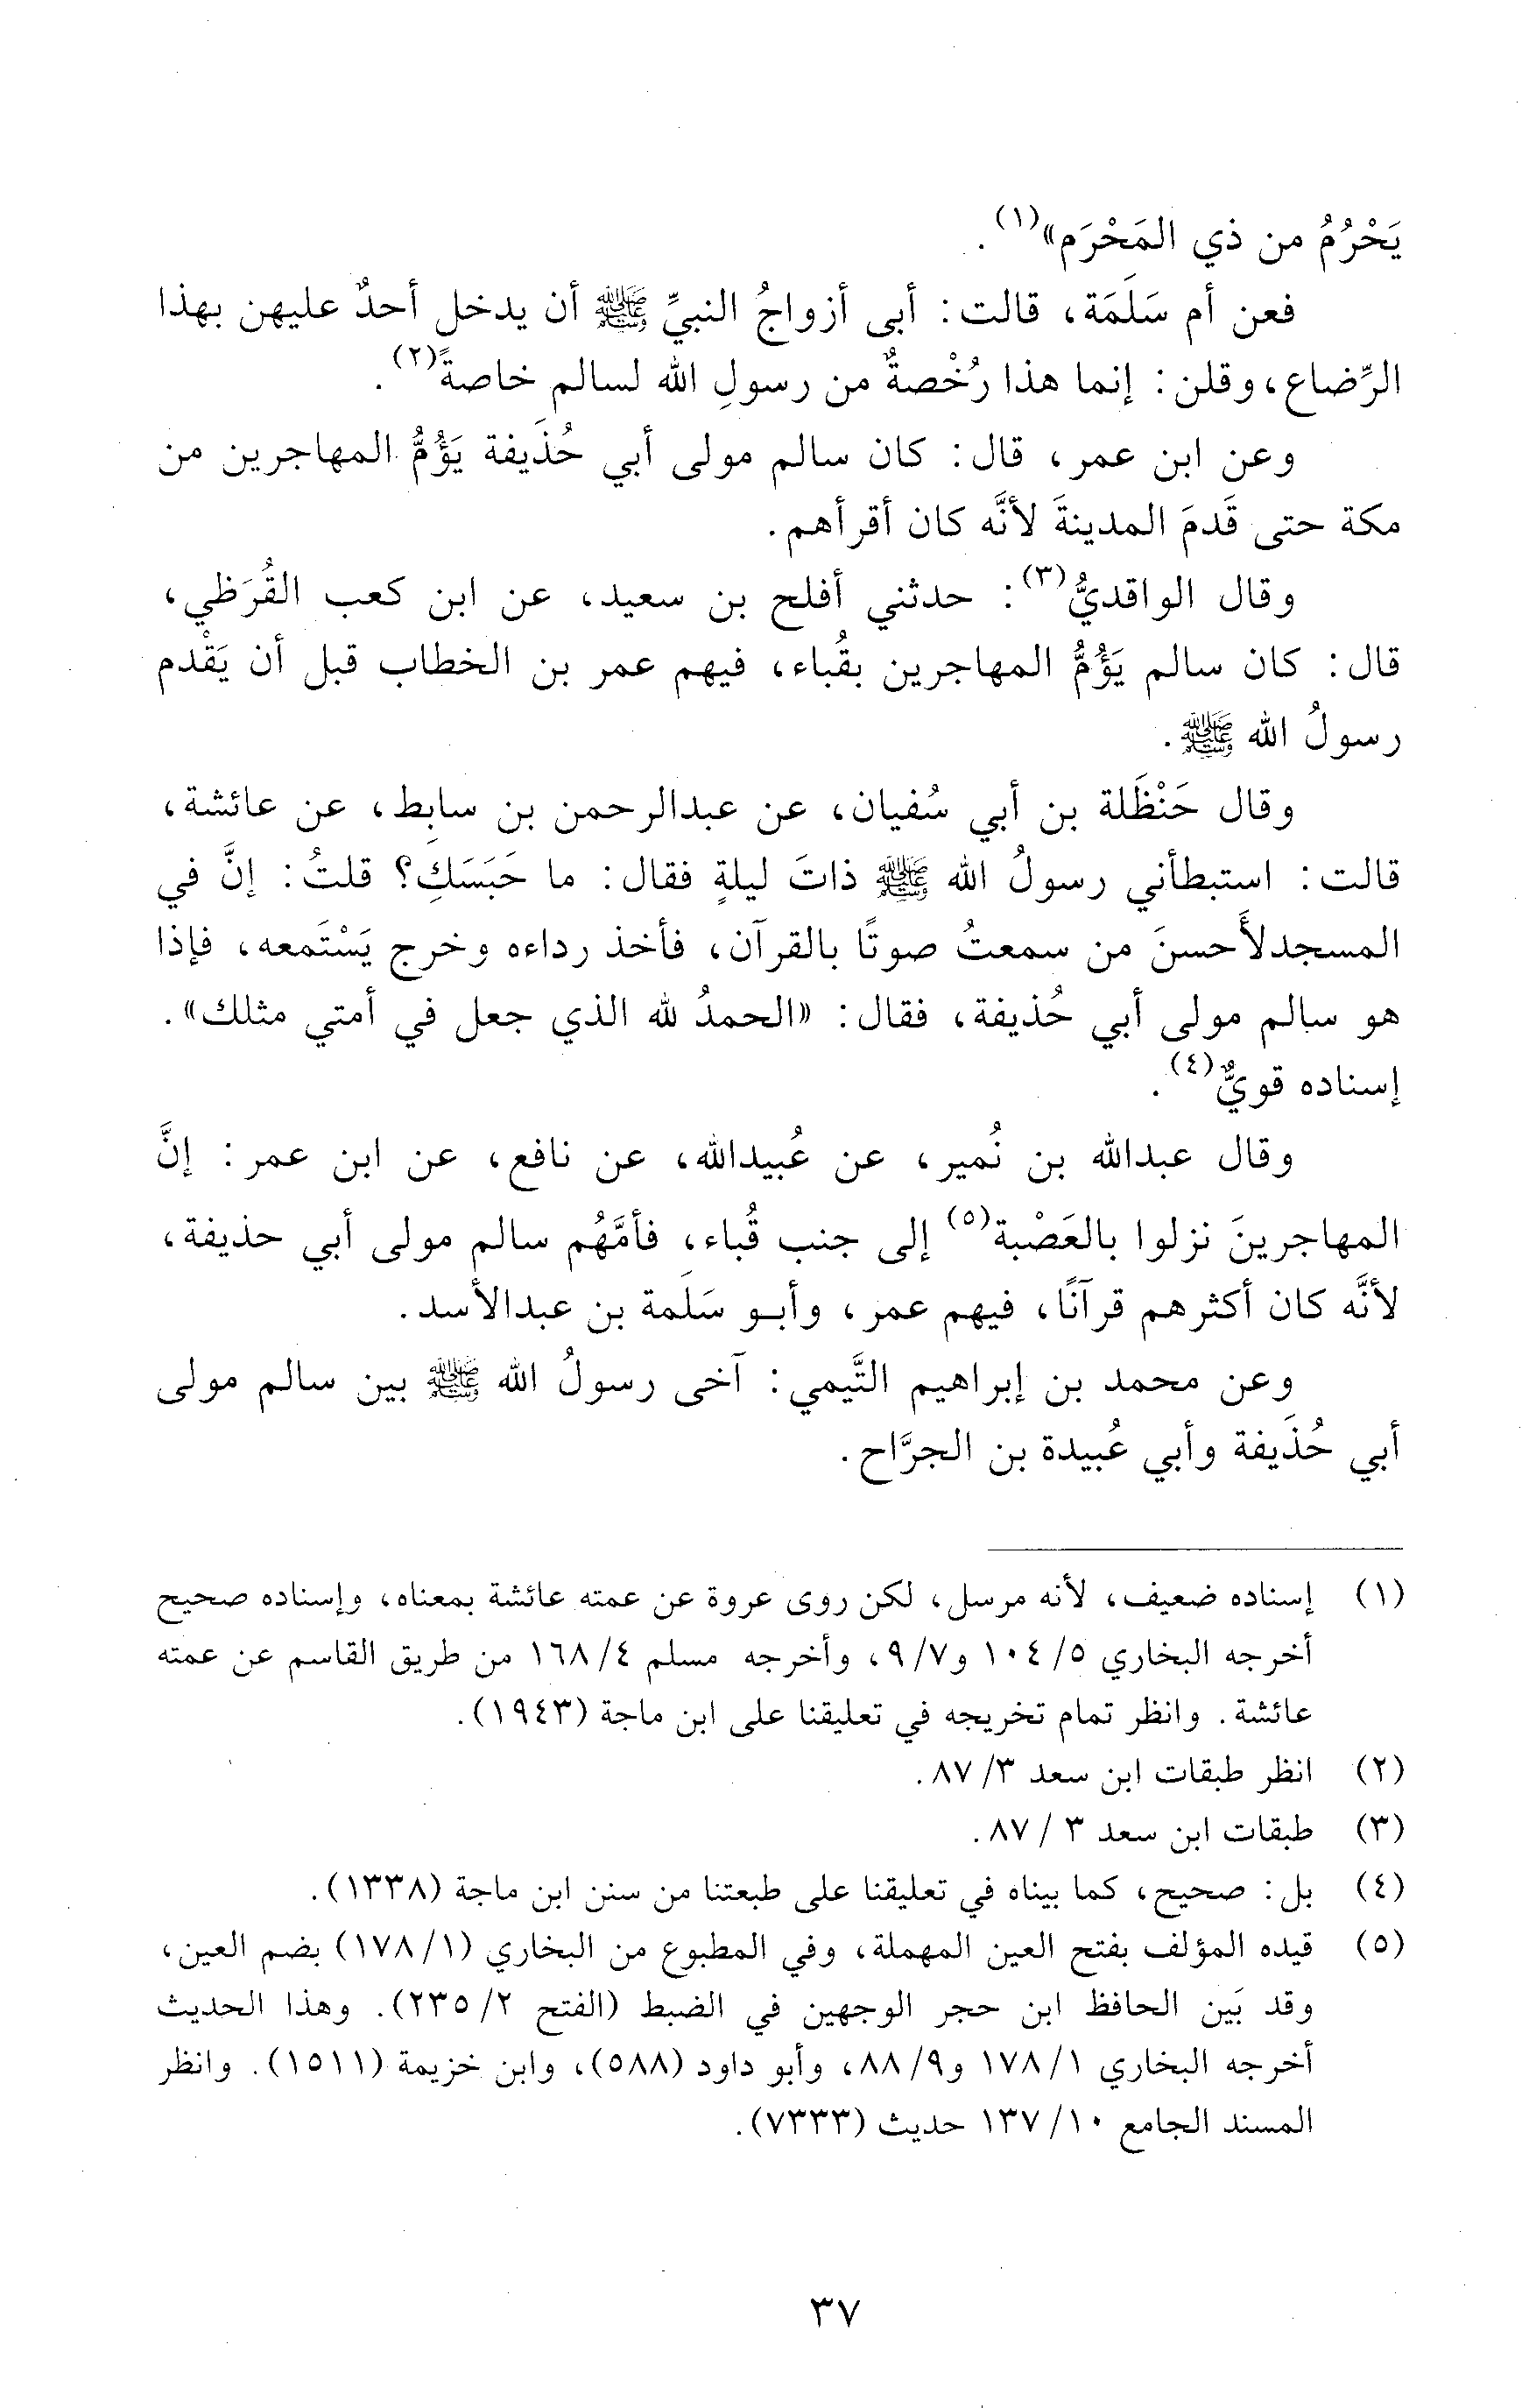 يَحْرُمُ من ذي المَحْرَم»(١).
فعن أم سَلَمَة، قالت: أبى أزواجُ النبيِّ ﷺ أن يدخل أحدٌ عليهن بهذا
الرِّضاع، وقلن: إنما هذا رُخْصةٌ من رسولِ الله لسالم خاصةً(٢).
وعن ابن عمر، قال: كان سالم مولى أبي حُذَيفة يَؤُمُّ المهاجرين من
مكة حتى قَدمَ المدينةَ لأنَّه كان أقرأهم.
وقال الواقديُّ(٣): حدثني أفلح بن سعيد، عن ابن كعب القُرَظي،
قال: كان سالم يَؤُمُّ المهاجرين بقُباء، فيهم عمر بن الخطاب قبل أن يَقْدم
رسولُ الله ﷺ.
وقال حَنْظَلة بن أبي سُفيان، عن عبدالرحمن بن سابِط، عن عائشة،
قالت: استبطأني رسولُ الله ﷺ ذاتَ ليلةٍ فقال: ما حَبَسَكِ؟ قلتُ: إنَّ في
المسجدلأَحسنَ من سمعتُ صوتًا بالقرآن، فأخذ رداءه وخرج يَسْتَمعه، فإذا
هو سالم مولى أبي حُذيفة، فقال: «الحمدُ لله الذي جعل في أمتي مثلك».
إسناده قويٌّ(٤).
وقال عبدالله بن نُمير، عن عُبيدالله، عن نافع، عن ابن عمر: إنَّ
المهاجرينَ نزلوا بالعَصْبة(٥) إلى جنب قُباء، فأمَّهُم سالم مولى أبي حذيفة،
لأنَّه كان أكثرهم قرآنًا، فيهم عمر، وأبو سَلَمة بن عبدالأسد.
وعن محمد بن إبراهيم التَّيمي: آخى رسولُ الله ﷺ بين سالم مولى
أبي حُذَيفة وأبي عُبيدة بن الجرَّاح.
(١) إسناده ضعيف، لأنه مرسل، لكن روى عروة عن عمته عائشة بمعناه، وإسناده صحيح
أخرجه البخاري ٥/ ١٠٤ و٧/ ٩، وأخرجه مسلم ٤/ ١٦٨ من طريق القاسم عن عمته
عائشة. وانظر تمام تخريجه في تعليقنا على ابن ماجة (١٩٤٣).
(٢) انظر طبقات ابن سعد ٣/ ٨٧.
(٣) طبقات ابن سعد ٣ / ٨٧.
(٤) بل: صحيح، كما بيناه في تعليقنا على طبعتنا من سنن ابن ماجة (١٣٣٨).
(٥) قيده المؤلف بفتح العين المهملة، وفي المطبوع من البخاري (١/ ١٧٨) بضم العين،
وقد بَين الحافظ ابن حجر الوجهين في الضبط (الفتح ٢/ ٢٣٥). وهذا الحديث
أخرجه البخاري ١/ ١٧٨ و٩/ ٨٨، وأبو داود (٥٨٨)، وابن خزيمة (١٥١١). وانظر
المسند الجامع ١٠/ ١٣٧ حديث (٧٣٣٣).
٣٧